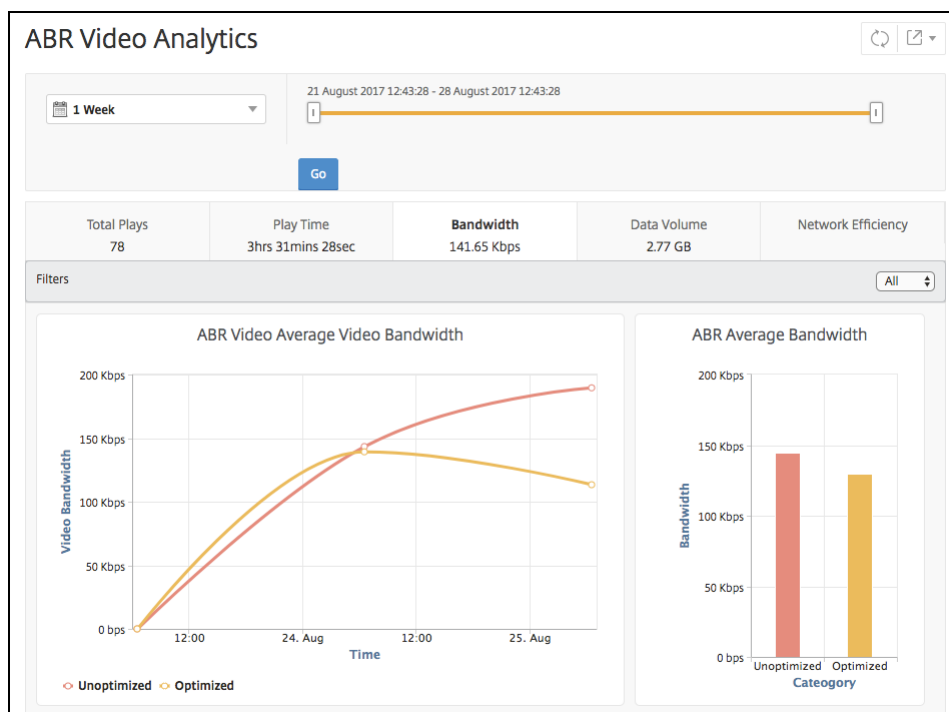 ABR Video Analytics
1 Week
21 August 2017 12:43:28 - 28 August 2017 12:43:28
Go
Total Plays
78
Play Time
3hrs 31mins 28sec
Bandwidth
141.65 Kbps
Data Volume
2.77 GB
Network Efficiency
Filters
All
ABR Video Average Video Bandwidth
200 Kbps
150 Kbps
100 Kbps
50 Kbps
0 bps
Video Bandwidth
12:00
24. Aug
12:00
25. Aug
Time
Unoptimized
Optimized
ABR Average Bandwidth
200 Kbps
150 Kbps
100 Kbps
50 Kbps
0 bps
Bandwidth
Unoptimized
Optimized
Cateogory